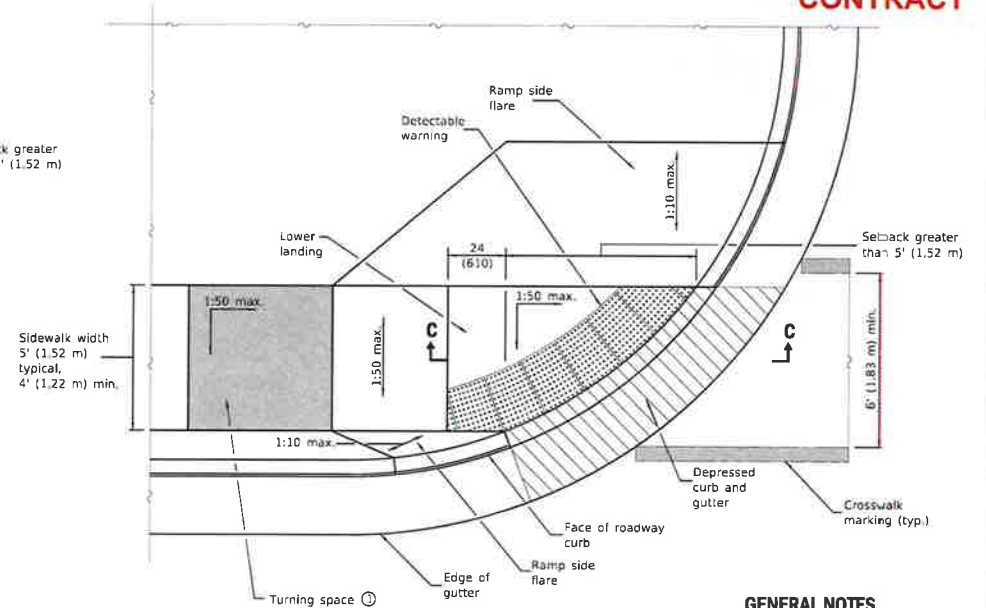 CONTRACT
Ramp side
flare
Detectable
warning
ck greater
' (1.52 m)
1:10 max.
Lower
landing
24
(610)
Setback greater
than 5' (1.52 m)
1:50 max.
1:50 max.
Sidewalk width
5' (1.52 m)
typical,
4' (1.22 m) min.
1:50 max.
C
C
6' (1.83 m) min.
1:10 max.
Depressed
curb and
gutter
Crosswalk
marking (typ.)
Face of roadway
curb
Ramp side
flare
Edge of
gutter
Turning space ①
GENERAL NOTES